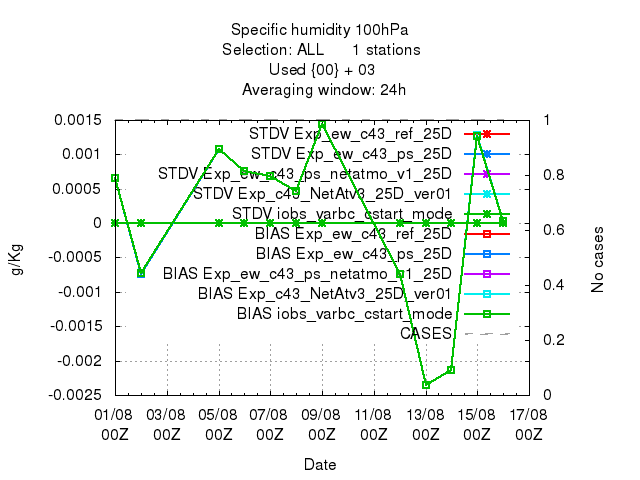 Specific humidity 100hPa
Selection: ALL 1 stations
Used {00} + 03
Averaging window: 24h
0.0015
0.001
0.0005
0
-0.0005
-0.001
-0.0015
-0.002
-0.0025
g/Kg
STDV Exp_ew_c43_ref_25D
STDV Exp_ew_c43_ps_25D
STDV Exp_ew_c43_ps_netatmo_v1_25D
STDV Exp_c43_NetAtv3_25D_ver01
STDV iobs_varbc_cstart_mode
BIAS Exp_ew_c43_ref_25D
BIAS Exp_ew_c43_ps_25D
BIAS Exp_ew_c43_ps_netatmo_v1_25D
BIAS Exp_c43_NetAtv3_25D_ver01
BIAS iobs_varbc_cstart_mode
CASES
1
0.8
0.6
0.4
0.2
0
No cases
01/08 03/08 05/08 07/08 09/08 11/08 13/08 15/08 17/08
00Z 00Z 00Z 00Z 00Z 00Z 00Z 00Z 00Z
Date